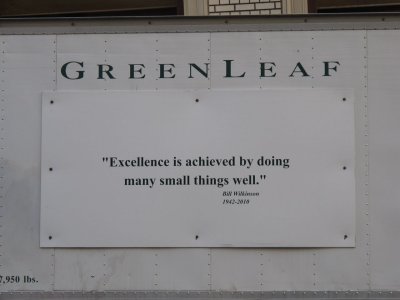 GREENLEAF
"Excellence is achieved by doing
many small things well."
Bill Wilkinson
1942-2010
7,950 lbs.